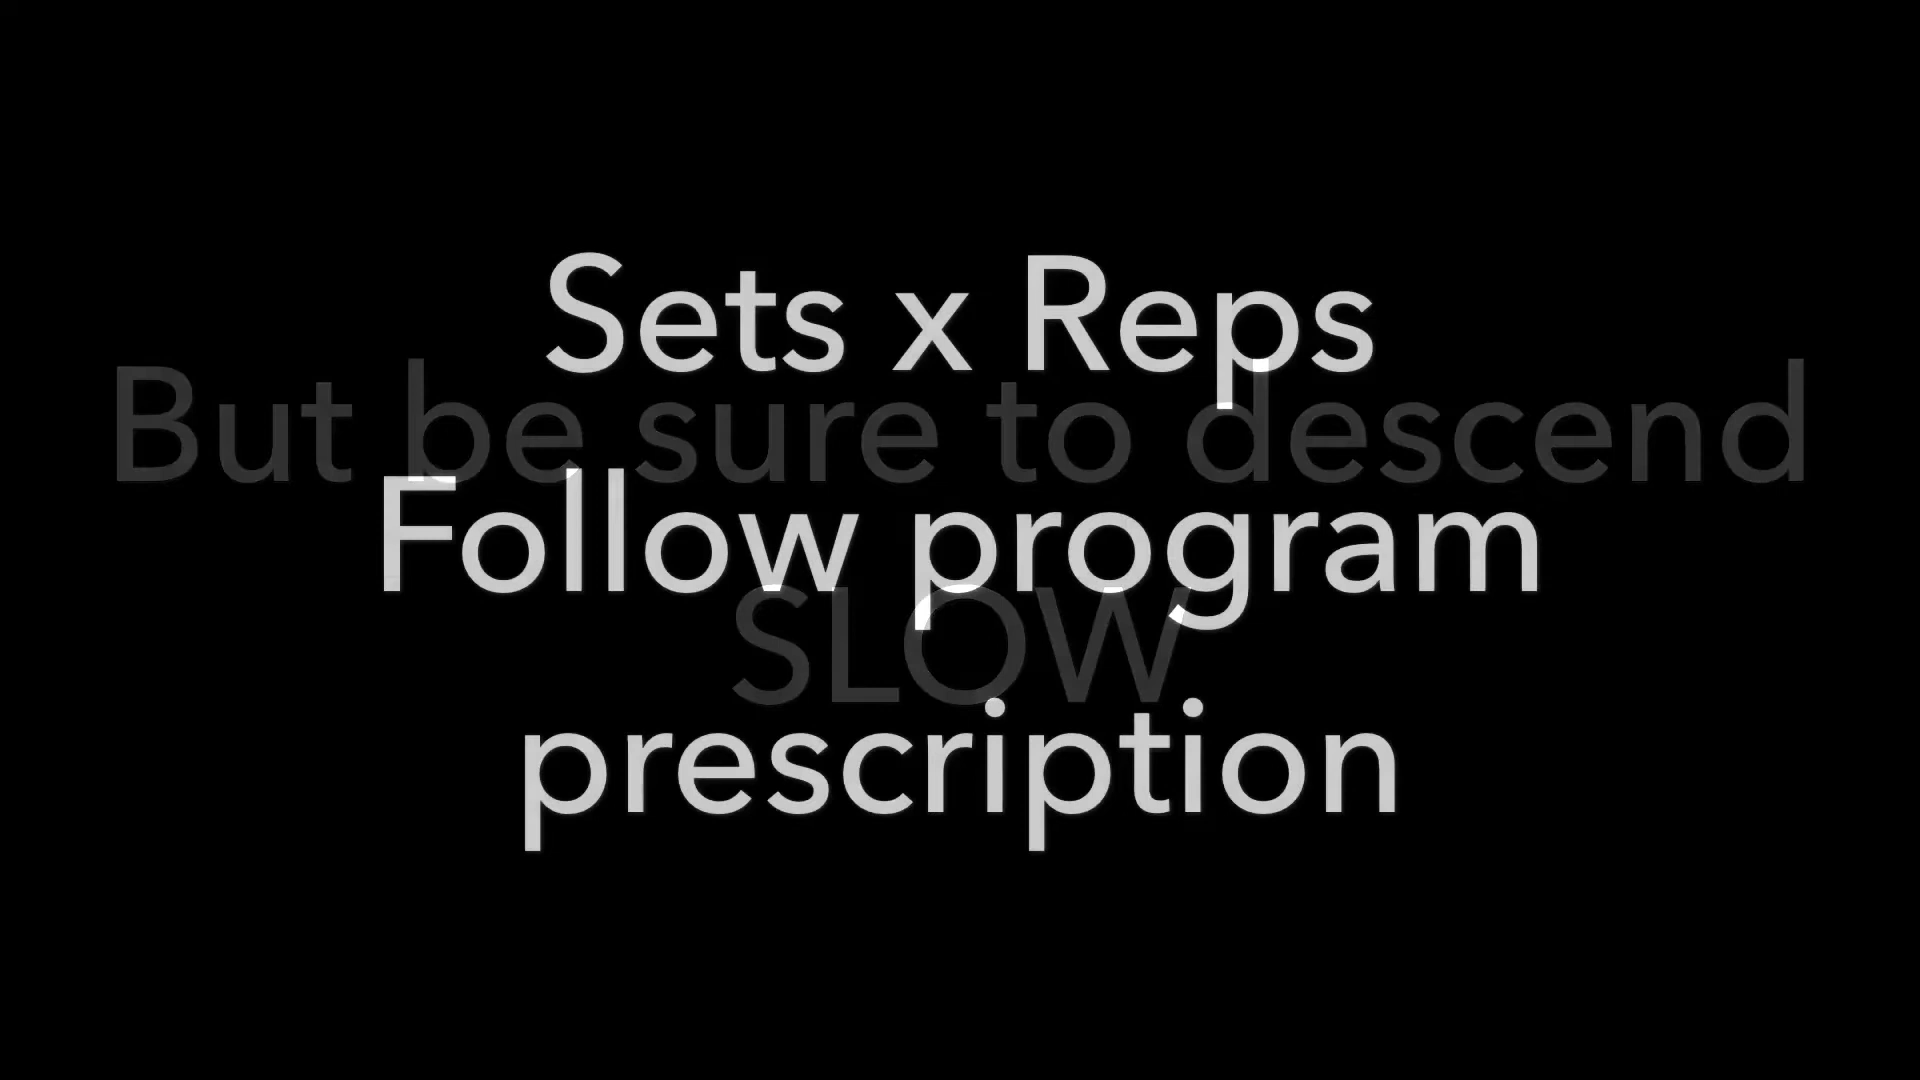 Sets x Reps
But be sure to descend
Follow program
SLOW
prescription